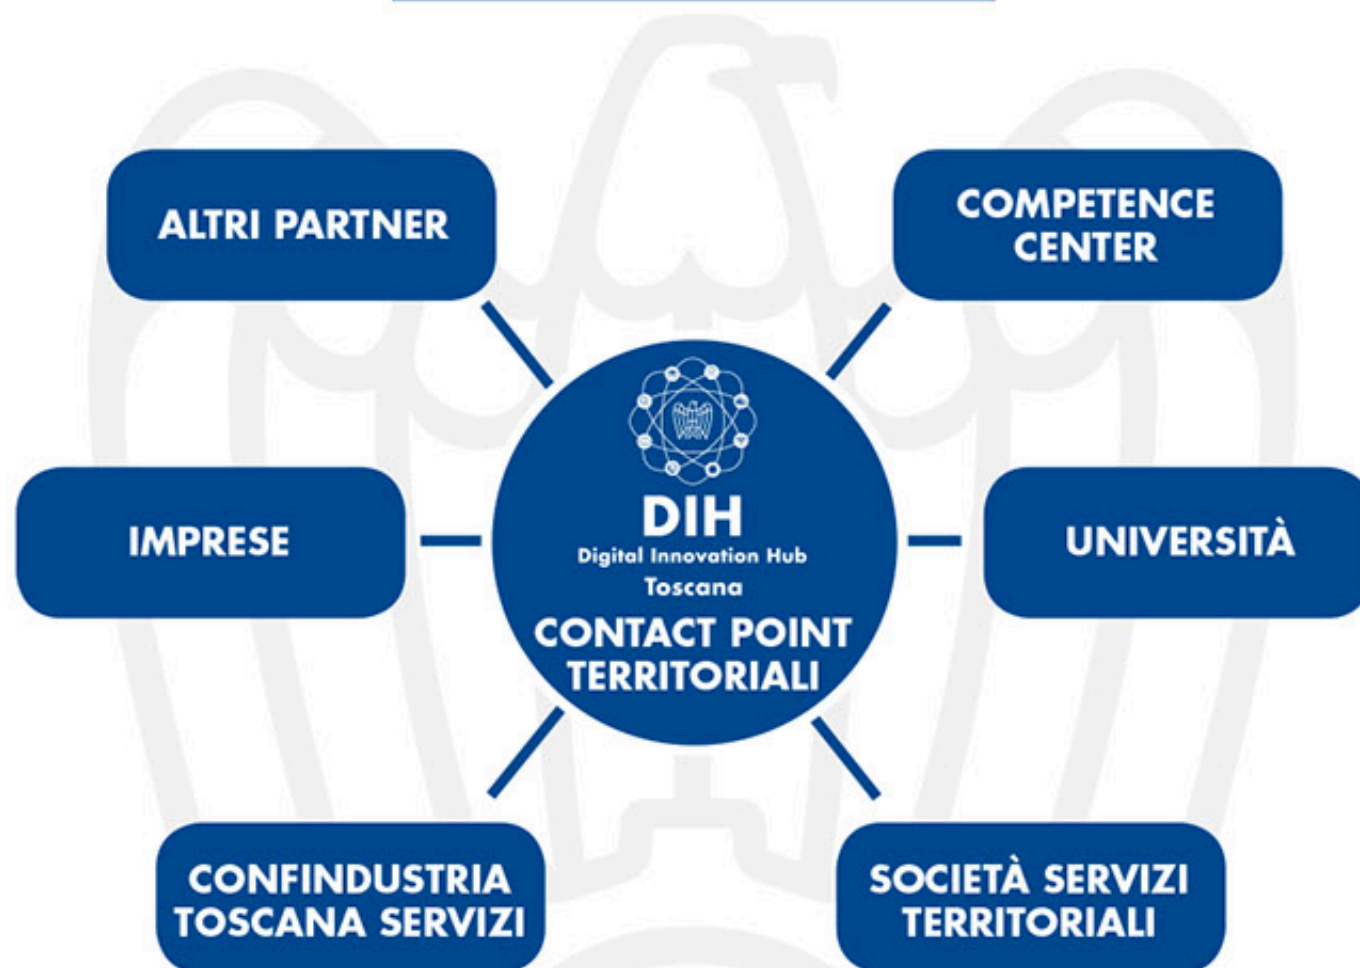 ALTRI PARTNER
COMPETENCE
CENTER
IMPRESE
DIH
Digital Innovation Hub
Toscana
CONTACT POINT
TERRITORIALI
UNIVERSITÀ
CONFINDUSTRIA
TOSCANA SERVIZI
SOCIETÀ SERVIZI
TERRITORIALI